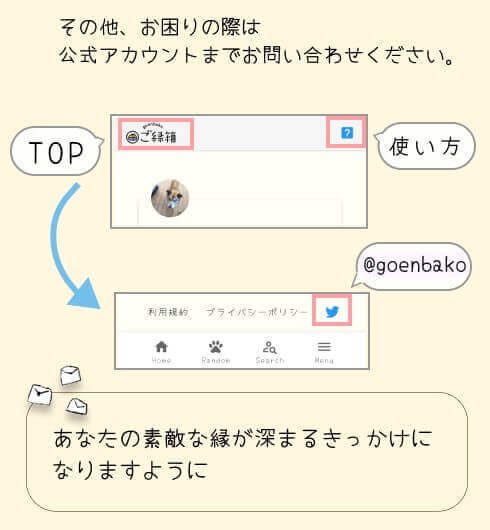 その他、お困りの際は
公式アカウントまでお問い合わせください。
goenbako
ご縁箱
?
TOP
使い方
@goenbako
利用規約 プライバシーポリシー
Home Random Search Menu
あなたの素敵な縁が深まるきっかけに
なりますように